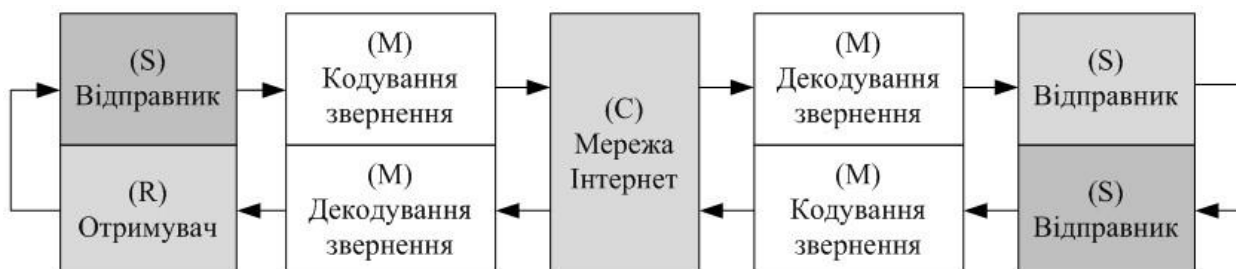 (S)
Відправник
(M)
Кодування
звернення
(C)
Мережа
Інтернет
(M)
Декодування
звернення
(S)
Відправник
(R)
Отримувач
(M)
Декодування
звернення
(M)
Кодування
звернення
(S)
Відправник